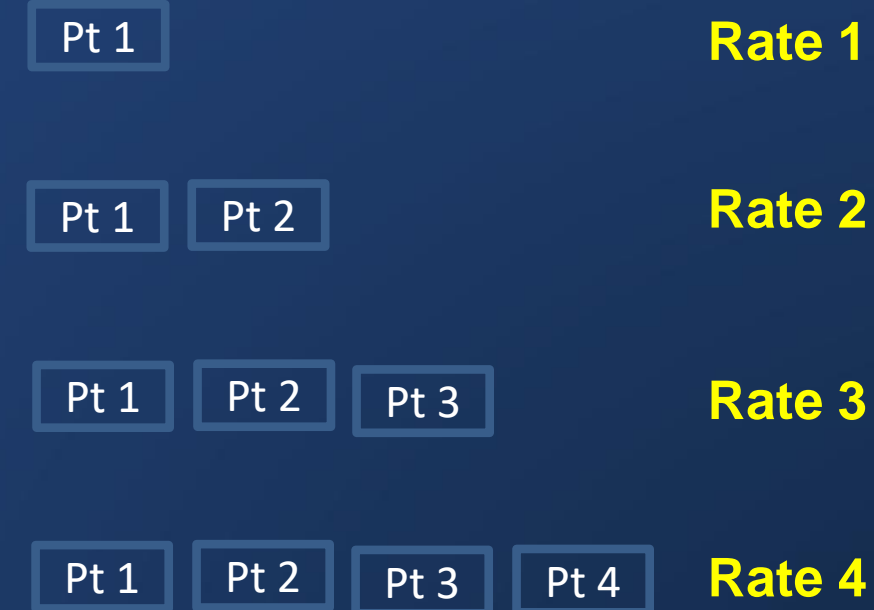 Pt 1 Rate 1
Pt 1 Pt 2 Rate 2
Pt 1 Pt 2 Pt 3 Rate 3
Pt 1 Pt 2 Pt 3 Pt 4 Rate 4